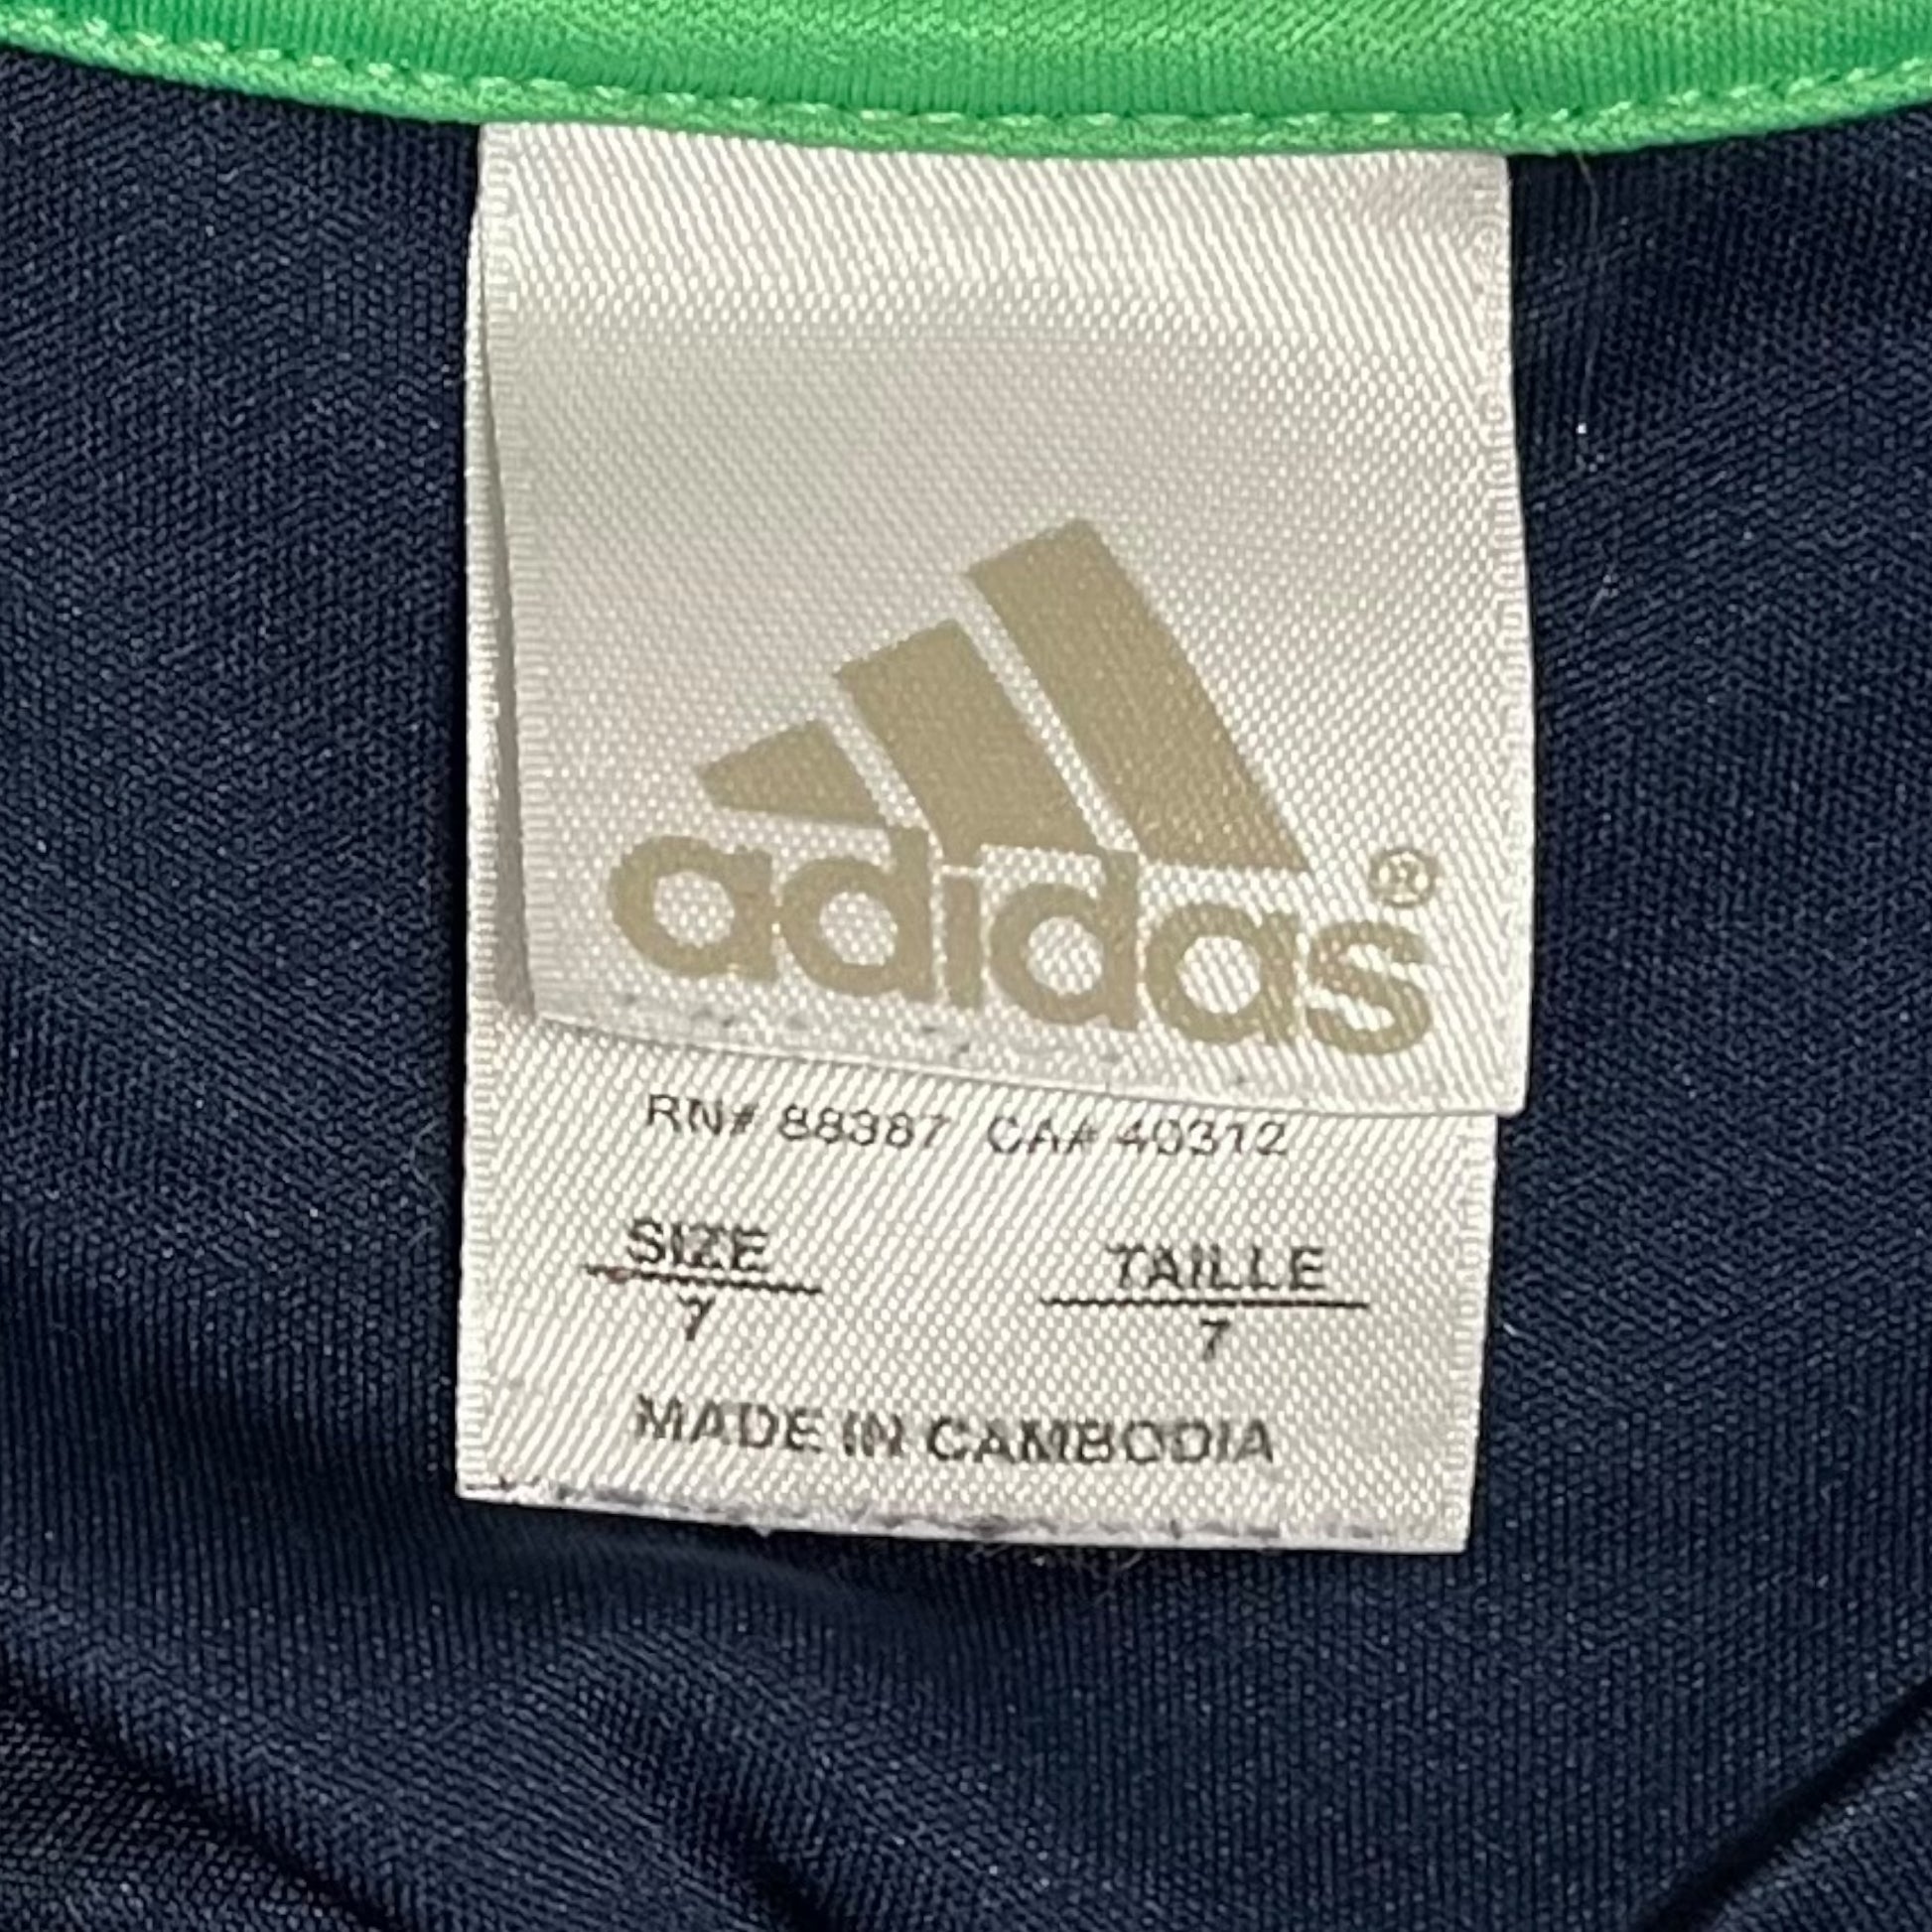 adidas®
RN# 88387 CA# 40312
SIZE TAILLE
7 7
MADE IN CAMBODIA